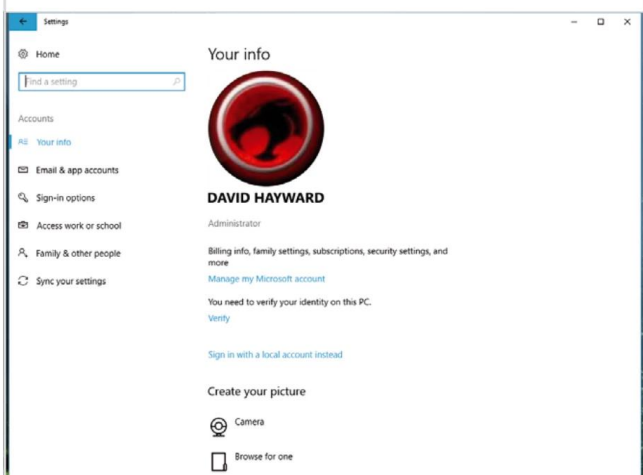 Settings
Home
Your info
Find a setting
Accounts
Your info
Email & app accounts
Sign-in options
Access work or school
Family & other people
Sync your settings
DAVID HAYWARD
Administrator
Billing info, family settings, subscriptions, security settings, and
more
Manage my Microsoft account
You need to verify your identity on this PC.
Verify
Sign in with a local account instead
Create your picture
Camera
Browse for one